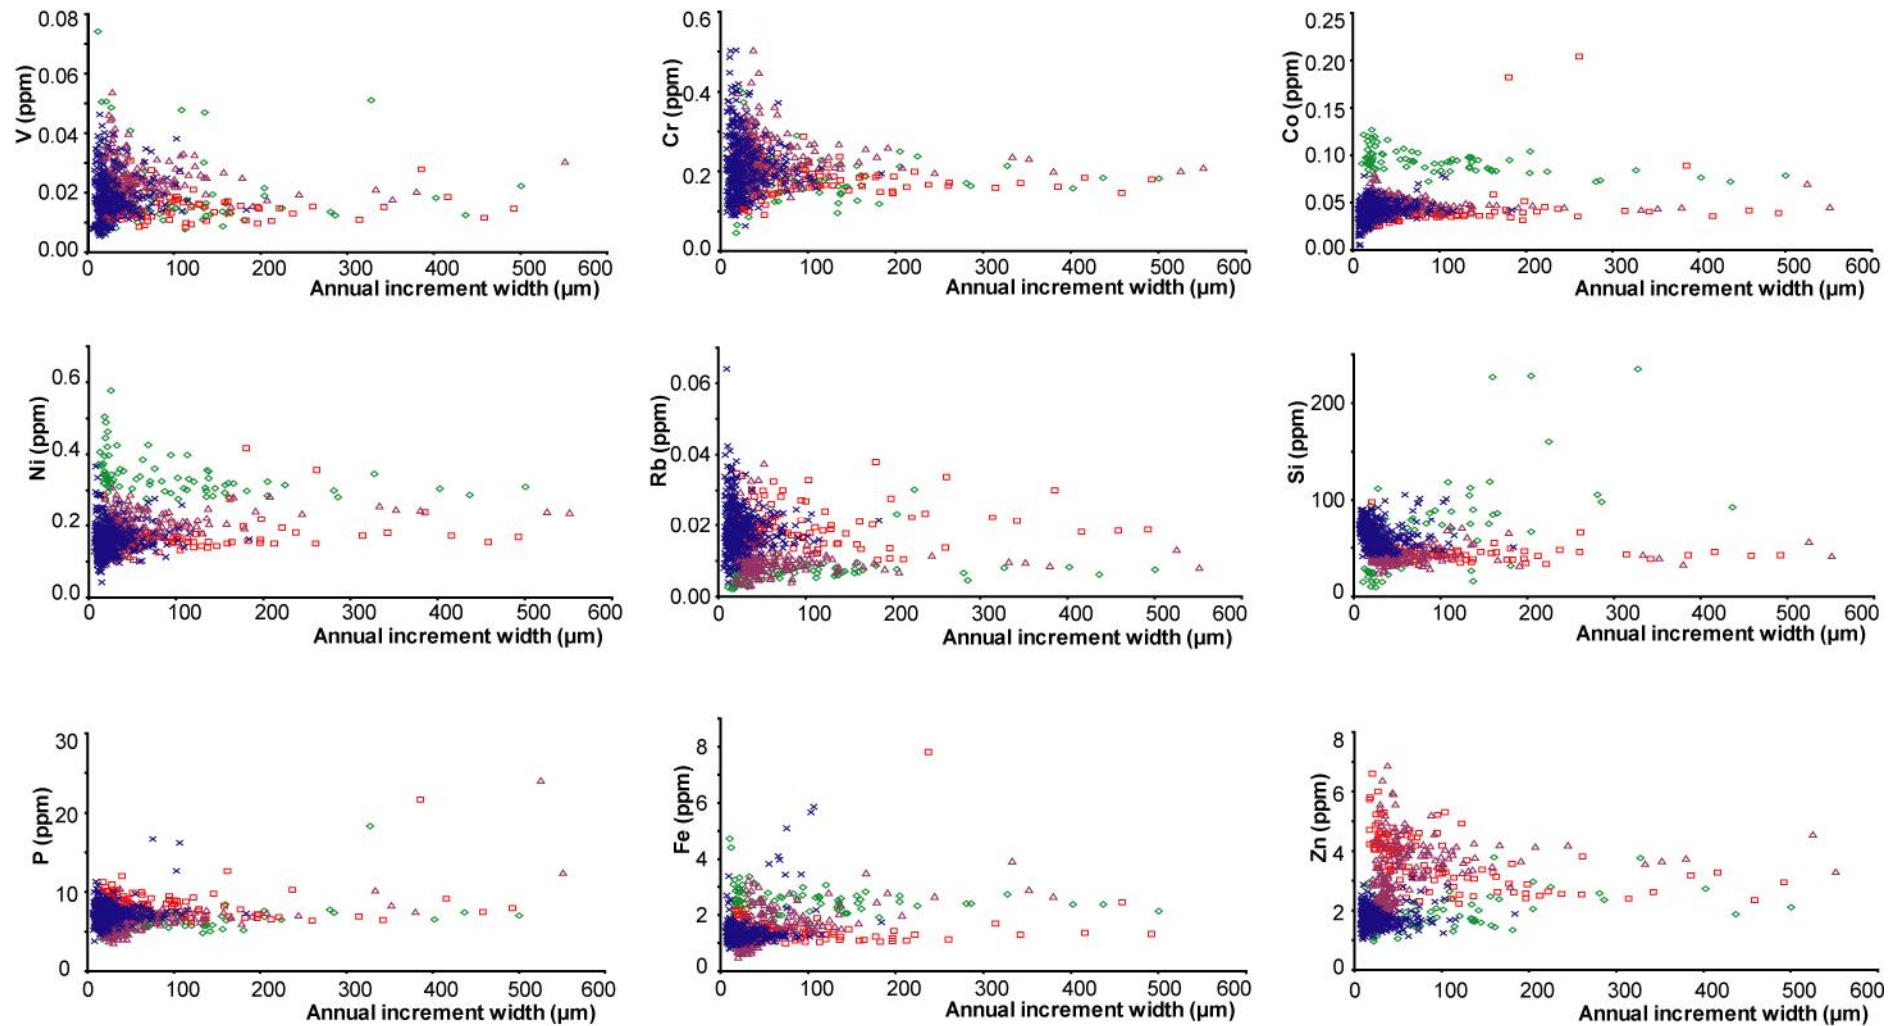 0.08
0.06
0.04
0.02
0.00
V (ppm)
0 100 200 300 400 500 600
Annual increment width (µm)
0.6
0.4
0.2
0.0
Cr (ppm)
0 100 200 300 400 500 600
Annual increment width (µm)
0.25
0.20
0.15
0.10
0.05
0.00
Co (ppm)
0 100 200 300 400 500 600
Annual increment width (µm)
0.6
0.4
0.2
0.0
Ni (ppm)
0 100 200 300 400 500 600
Annual increment width (µm)
0.06
0.04
0.02
0.00
Rb (ppm)
0 100 200 300 400 500 600
Annual increment width (µm)
200
100
0
Si (ppm)
0 100 200 300 400 500 600
Annual increment width (µm)
30
20
10
0
P (ppm)
0 100 200 300 400 500 600
Annual increment width (µm)
8
6
4
2
0
Fe (ppm)
0 100 200 300 400 500 600
Annual increment width (µm)
8
6
4
2
0
Zn (ppm)
0 100 200 300 400 500 600
Annual increment width (µm)